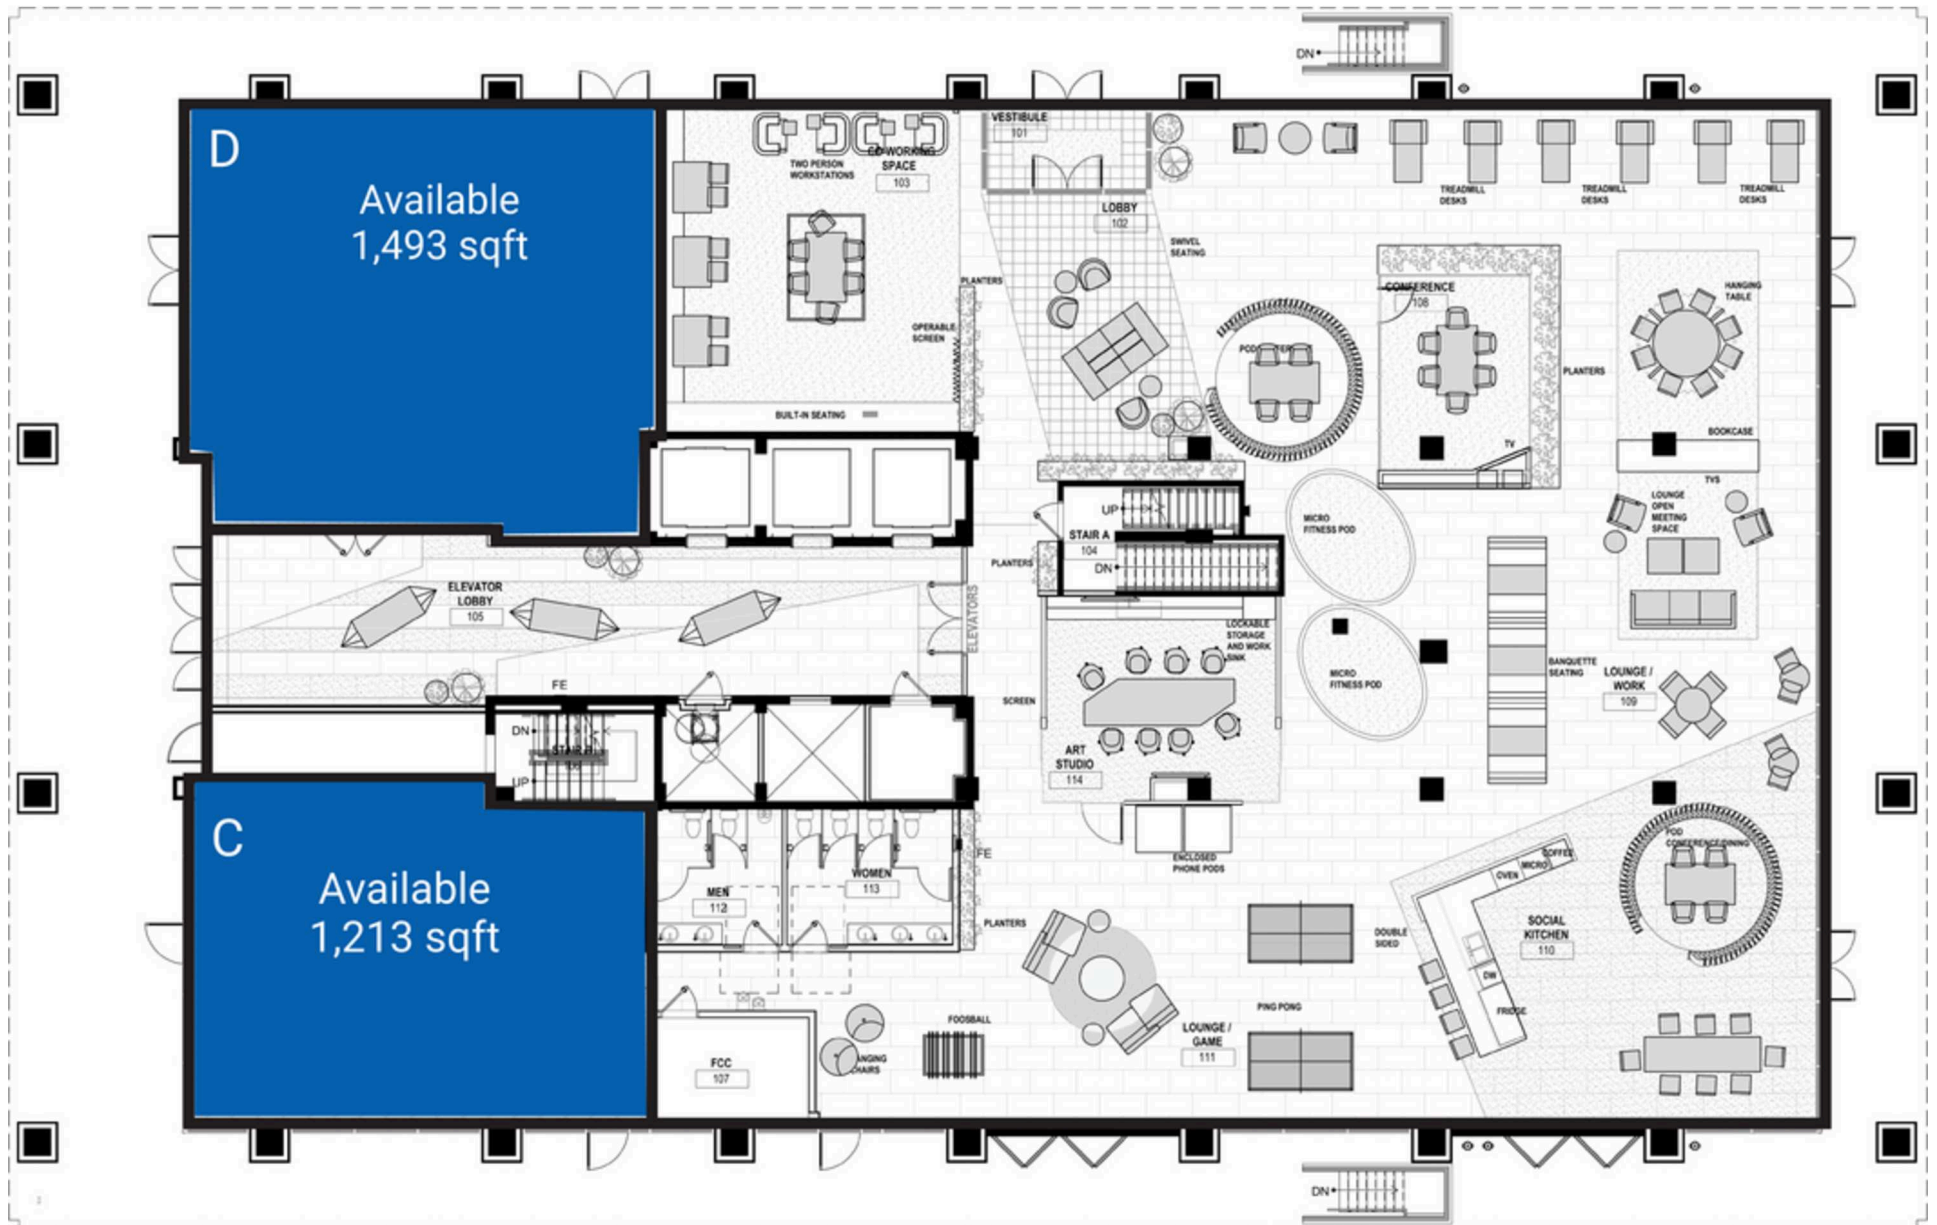 DN
D
Available
1,493 sqft
TWO PERSON
WORKSTATIONS
CO-WORKING
SPACE
103
VESTIBULE
101
LOBBY
102
SWIVEL
SEATING
TREADMILL
DESKS
TREADMILL
DESKS
TREADMILL
DESKS
PLANTERS
OPERABLE
SCREEN
BUILT-IN SEATING
CONFERENCE
108
HANGING
TABLE
PLANTERS
BOOKCASE
TV
TVS
LOUNGE
OPEN
MEETING
SPACE
MICRO
FITNESS POD
UP
STAIR A
104
DN
PLANTERS
ELEVATOR
LOBBY
105
ELEVATORS
LOCKABLE
STORAGE
AND WORK
SINK
MICRO
FITNESS POD
BANQUETTE
SEATING
LOUNGE /
WORK
109
FE
SCREEN
DN
UP
ART
STUDIO
114
C
Available
1,213 sqft
MEN
112
WOMEN
113
FE
PLANTERS
ENCLOSED
PHONE PODS
POD
CONFERENCE/DINING
COFFEE
MICRO
OVEN
SOCIAL
KITCHEN
110
DOUBLE
SIDED
DW
FRIDGE
PING PONG
FOOSBALL
LOUNGE /
GAME
111
FCC
107
DN